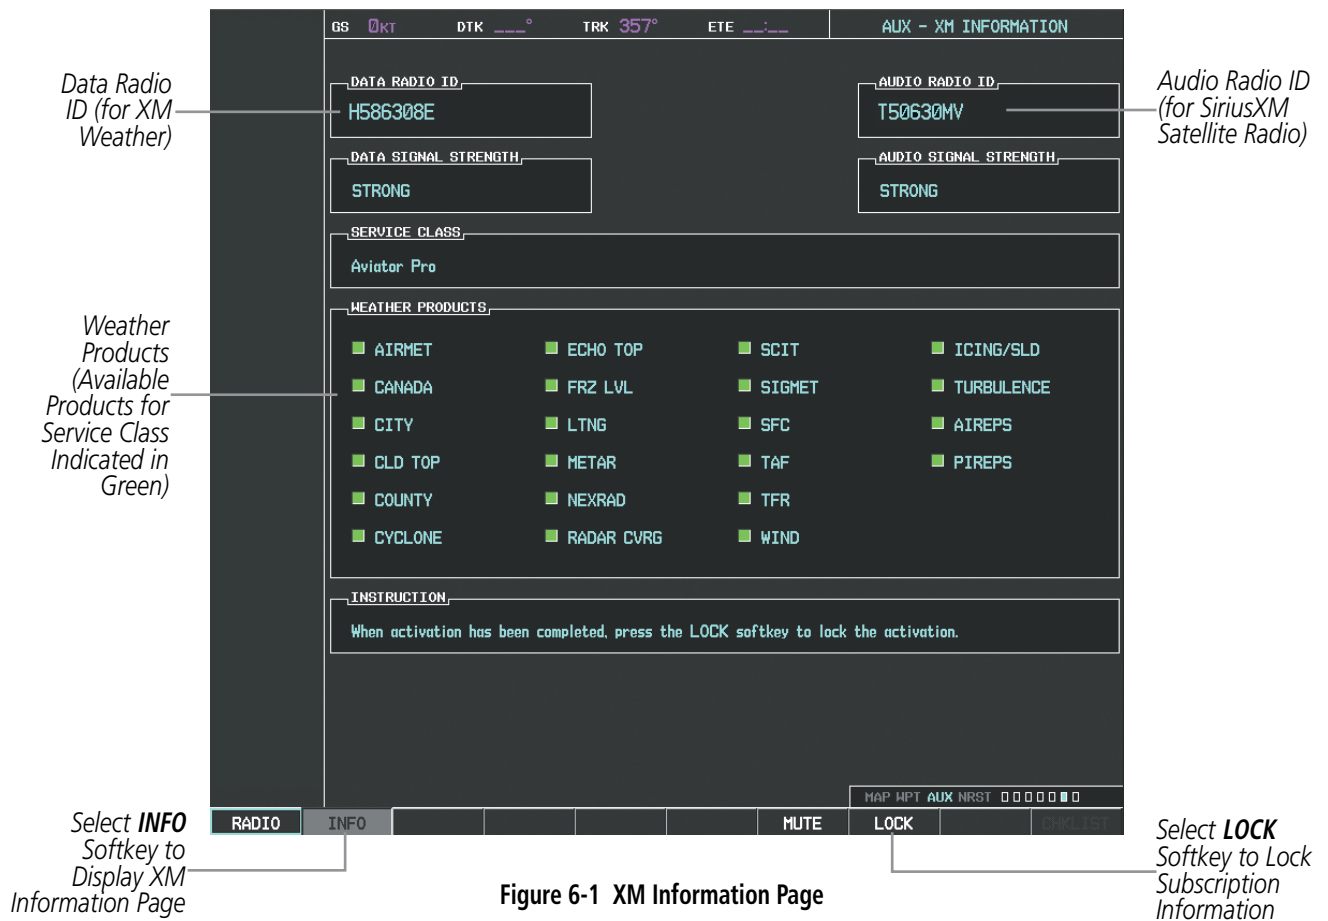 GS 0KT DTK ___° TRK 357° ETE __:__ AUX – XM INFORMATION
Data Radio
ID (for XM
Weather)
DATA RADIO ID
H586308E
AUDIO RADIO ID
T50630MV
Audio Radio ID
(for SiriusXM
Satellite Radio)
DATA SIGNAL STRENGTH
STRONG
AUDIO SIGNAL STRENGTH
STRONG
SERVICE CLASS
Aviator Pro
Weather
Products
(Available
Products for
Service Class
Indicated in
Green)
WEATHER PRODUCTS
AIRMET ECHO TOP SCIT ICING/SLD
CANADA FRZ LVL SIGMET TURBULENCE
CITY LTNG SFC AIREPS
CLD TOP METAR TAF PIREPS
COUNTY NEXRAD TFR
CYCLONE RADAR CVRG WIND
INSTRUCTION
When activation has been completed, press the LOCK softkey to lock the activation.
MAP WPT AUX NRST
RADIO INFO MUTE LOCK CHKLIST
Select INFO
Softkey to
Display XM
Information Page
Select LOCK
Softkey to Lock
Subscription
Information
Figure 6-1 XM Information Page